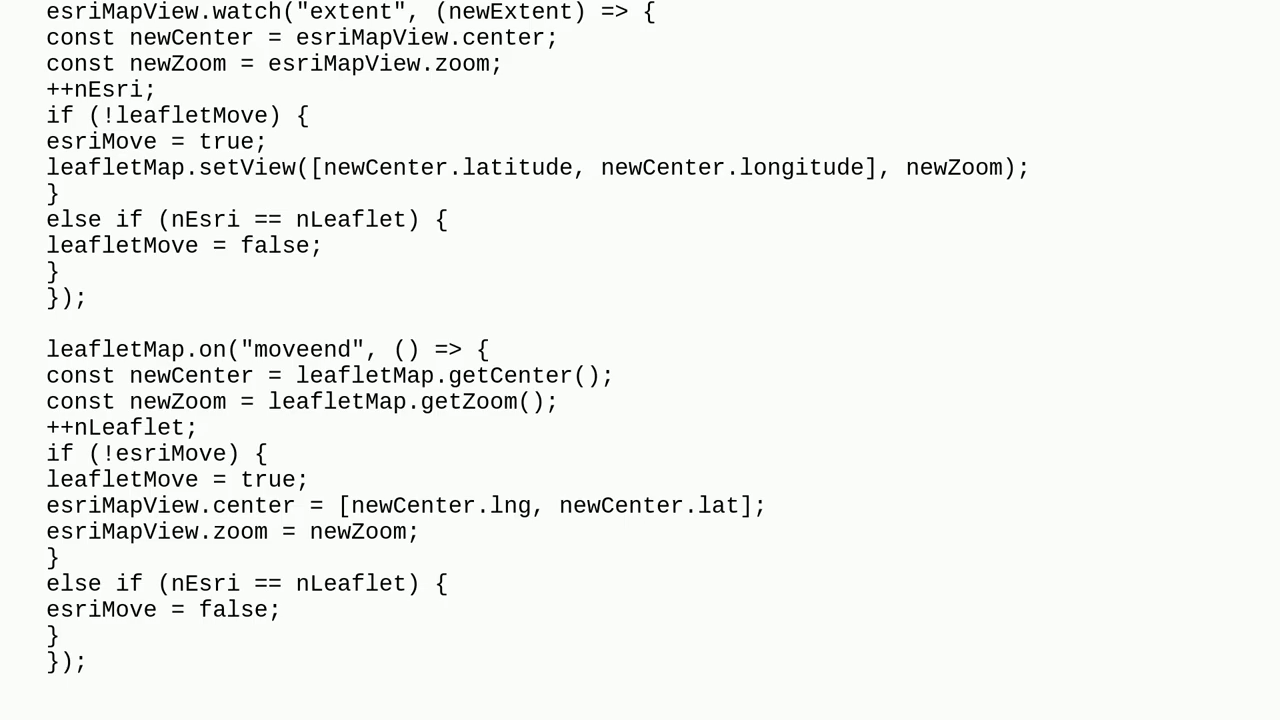 esriMapView.watch("extent", (newExtent) => {
const newCenter = esriMapView.center;
const newZoom = esriMapView.zoom;
++nEsri;
if (!leafletMove) {
esriMove = true;
leafletMap.setView([newCenter.latitude, newCenter.longitude], newZoom);
}
else if (nEsri == nLeaflet) {
leafletMove = false;
}
});

leafletMap.on("moveend", () => {
const newCenter = leafletMap.getCenter();
const newZoom = leafletMap.getZoom();
++nLeaflet;
if (!esriMove) {
leafletMove = true;
esriMapView.center = [newCenter.lng, newCenter.lat];
esriMapView.zoom = newZoom;
}
else if (nEsri == nLeaflet) {
esriMove = false;
}
});